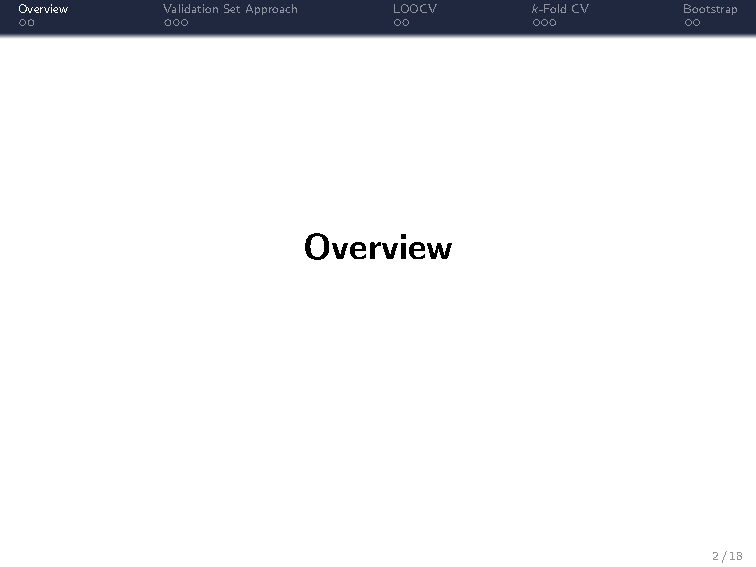 Overview Validation Set Approach LOOCV k-Fold CV Bootstrap
Overview
2 / 18